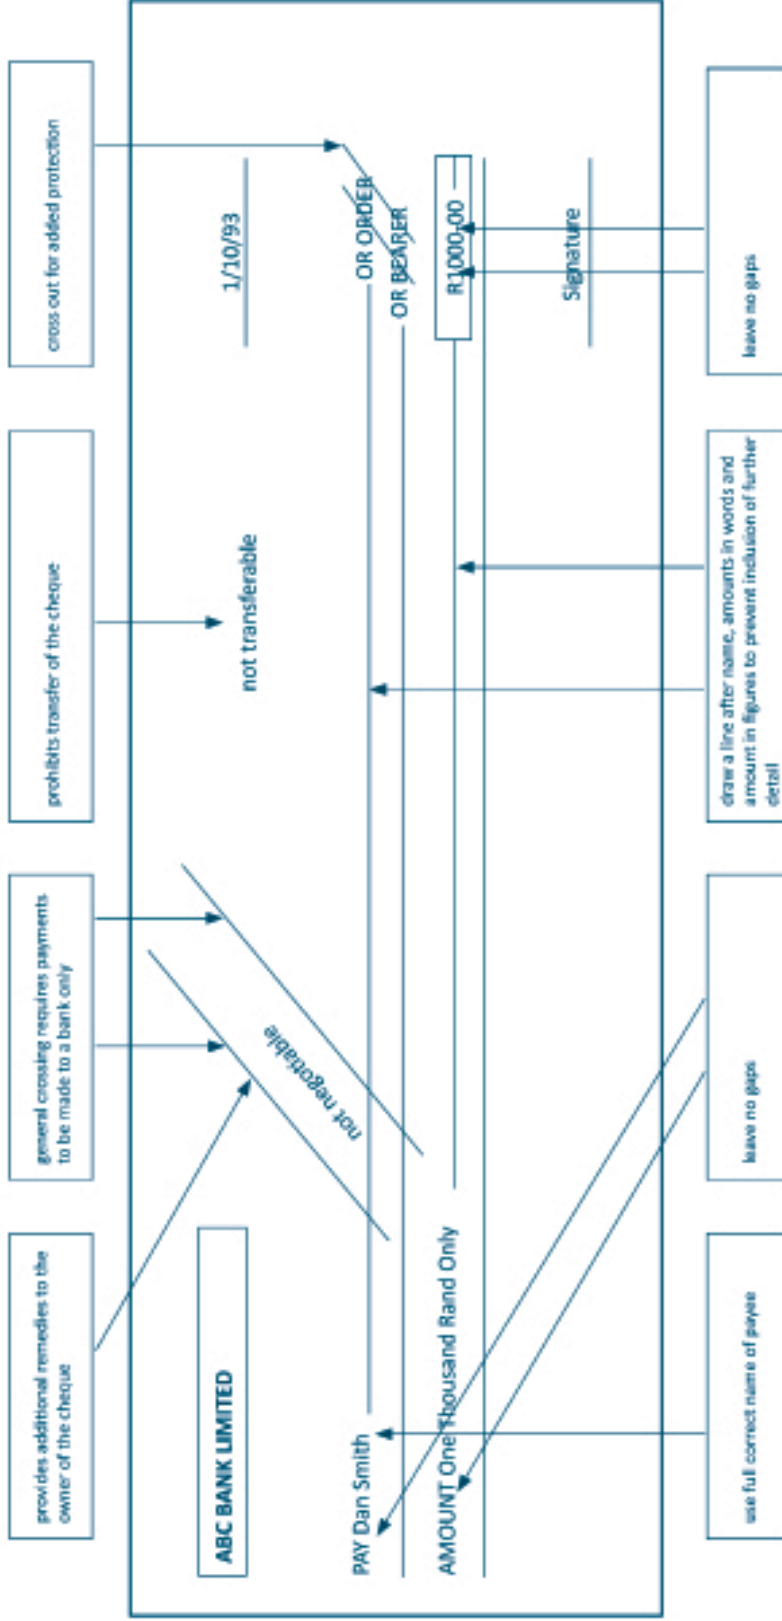 provides additional remedies to the
owner of the cheque
general crossing requires payments
to be made to a bank only
prohibits transfer of the cheque
cross out for added protection
ABC BANK LIMITED
not negotiable
not transferable
1/10/93
PAY Dan Smith
OR ORDER
OR BEARER
AMOUNT One Thousand Rand Only
R1000-00
Signature
use full correct name of payee
leave no gaps
draw a line after name, amounts in words and
amount in figures to prevent inclusion of further
detail
leave no gaps